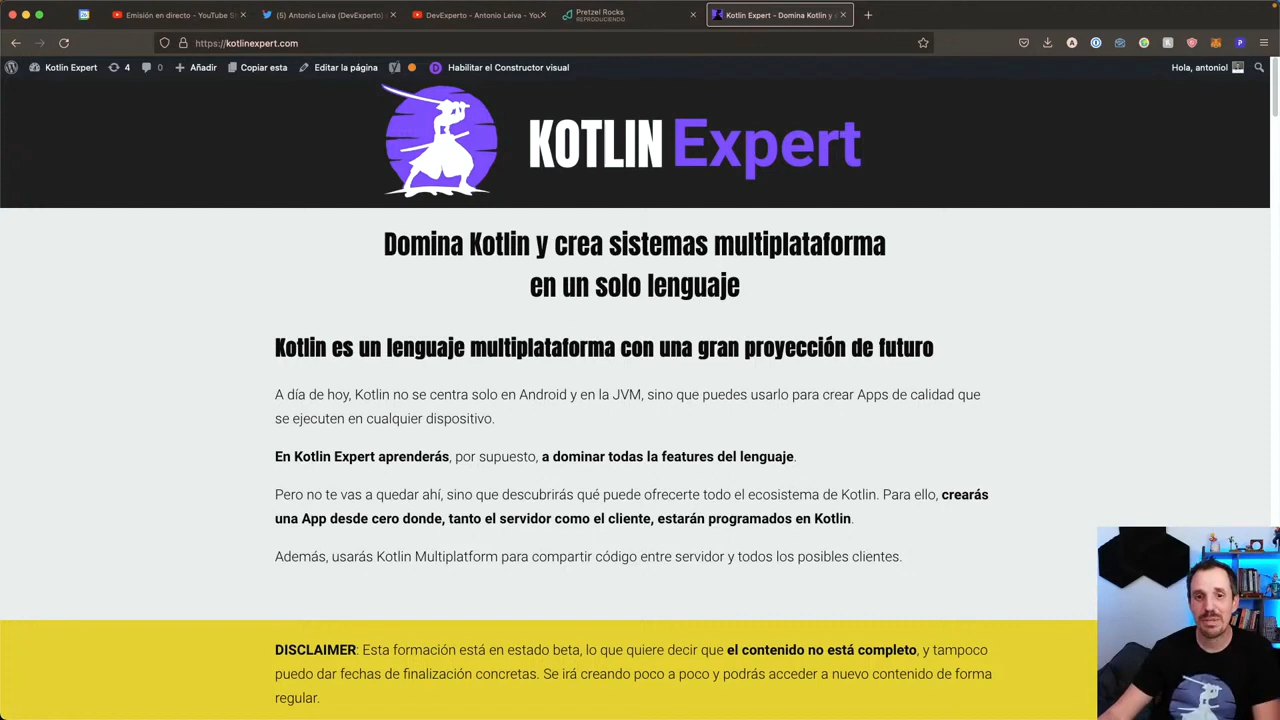 Emisión en directo - YouTube S
(5) Antonio Leiva (DevExperto)
DevExperto - Antonio Leiva - You
Pretzel Rocks
REPRODUCIENDO
Kotlin Expert - Domina Kotlin y
https://kotlinexpert.com
Kotlin Expert
4
0
Añadir
Copiar esta
Editar la página
Habilitar el Constructor visual
Hola, antoniol
KOTLIN Expert
Domina Kotlin y crea sistemas multiplataforma
en un solo lenguaje
Kotlin es un lenguaje multiplataforma con una gran proyección de futuro
A día de hoy, Kotlin no se centra solo en Android y en la JVM, sino que puedes usarlo para crear Apps de calidad que
se ejecuten en cualquier dispositivo.
En Kotlin Expert aprenderás, por supuesto, a dominar todas la features del lenguaje.
Pero no te vas a quedar ahí, sino que descubrirás qué puede ofrecerte todo el ecosistema de Kotlin. Para ello, crearás
una App desde cero donde, tanto el servidor como el cliente, estarán programados en Kotlin.
Además, usarás Kotlin Multiplatform para compartir código entre servidor y todos los posibles clientes.
DISCLAIMER: Esta formación está en estado beta, lo que quiere decir que el contenido no está completo, y tampoco
puedo dar fechas de finalización concretas. Se irá creando poco a poco y podrás acceder a nuevo contenido de forma
regular.